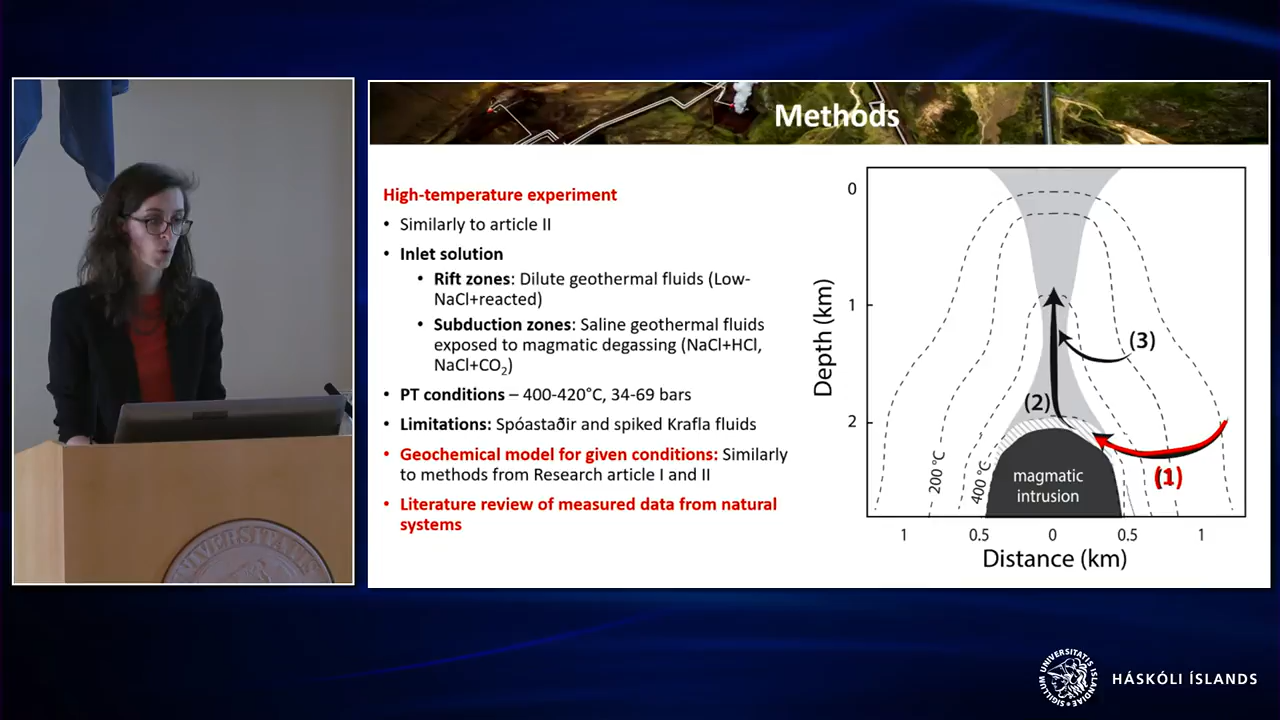 Methods
High-temperature experiment
• Similarly to article II
• Inlet solution
• Rift zones: Dilute geothermal fluids (Low-
NaCl+reacted)
• Subduction zones: Saline geothermal fluids
exposed to magmatic degassing (NaCl+HCl,
NaCl+CO₂)
• PT conditions – 400-420°C, 34-69 bars
• Limitations: Spóastaðir and spiked Krafla fluids
• Geochemical model for given conditions: Similarly
to methods from Research article I and II
• Literature review of measured data from natural
systems
0
1
2
Depth (km)
(3)
(2)
(1)
200 °C
400 °C
magmatic
intrusion
1 0.5 0 0.5 1
Distance (km)
UNIVERSITATIS
SIGILLUM UNIVERSITATIS ISLANDIAE
HÁSKÓLI ÍSLANDS